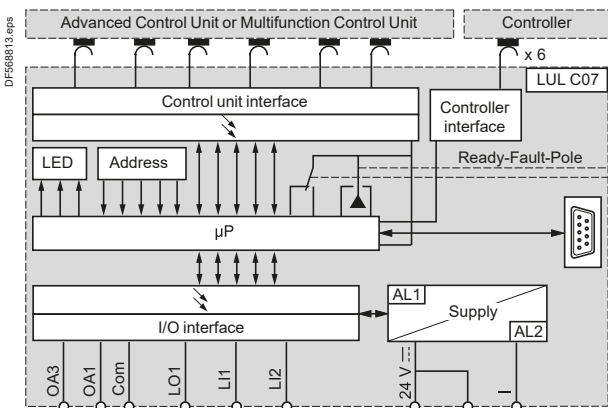 DF568813.eps
Advanced Control Unit or Multifunction Control Unit
Controller
x 6
LUL C07
Control unit interface
Controller
interface
LED
Address
Ready-Fault-Pole
µP
AL1
Supply
AL2
I/O interface
OA3
OA1
Com
LO1
LI1
LI2
24 V